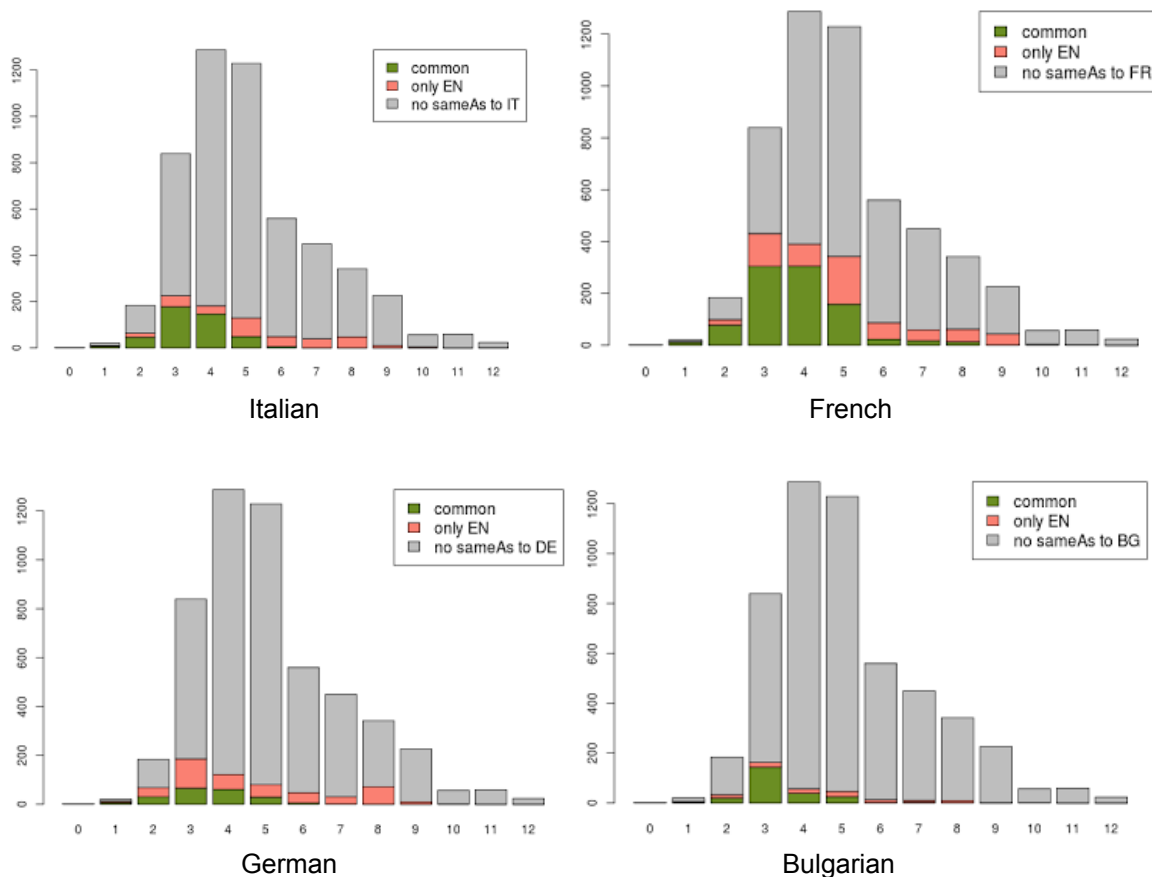 common
only EN
no sameAs to IT
0 200 400 600 800 1000 1200
0 1 2 3 4 5 6 7 8 9 10 11 12
Italian
common
only EN
no sameAs to FR
0 200 400 600 800 1000 1200
0 1 2 3 4 5 6 7 8 9 10 11 12
French
common
only EN
no sameAs to DE
0 200 400 600 800 1000 1200
0 1 2 3 4 5 6 7 8 9 10 11 12
German
common
only EN
no sameAs to BG
0 200 400 600 800 1000 1200
0 1 2 3 4 5 6 7 8 9 10 11 12
Bulgarian